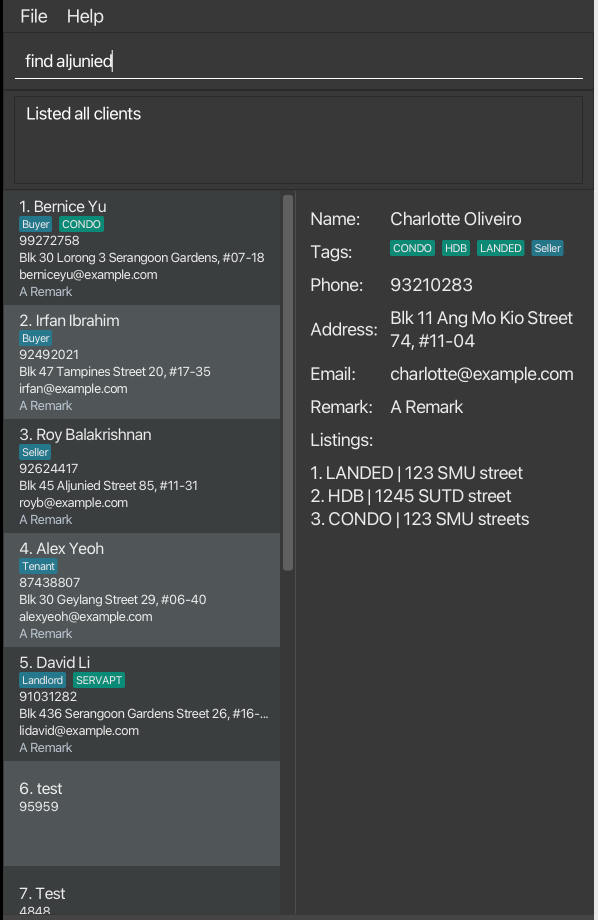 File Help
find aljunied
Listed all clients
1. Bernice Yu
Buyer CONDO
99272758
Blk 30 Lorong 3 Serangoon Gardens, #07-18
berniceyu@example.com
A Remark
2. Irfan Ibrahim
Buyer
92492021
Blk 47 Tampines Street 20, #17-35
irfan@example.com
A Remark
3. Roy Balakrishnan
Seller
92624417
Blk 45 Aljunied Street 85, #11-31
royb@example.com
A Remark
4. Alex Yeoh
Tenant
87438807
Blk 30 Geylang Street 29, #06-40
alexyeoh@example.com
A Remark
5. David Li
Landlord SERVAPT
91031282
Blk 436 Serangoon Gardens Street 26, #16-...
lidavid@example.com
A Remark
6. test
95959
7. Test
4848
Name: Charlotte Oliveiro
Tags: CONDO HDB LANDED Seller
Phone: 93210283
Address: Blk 11 Ang Mo Kio Street
74, #11-04
Email: charlotte@example.com
Remark: A Remark
Listings:
1. LANDED | 123 SMU street
2. HDB | 1245 SUTD street
3. CONDO | 123 SMU streets